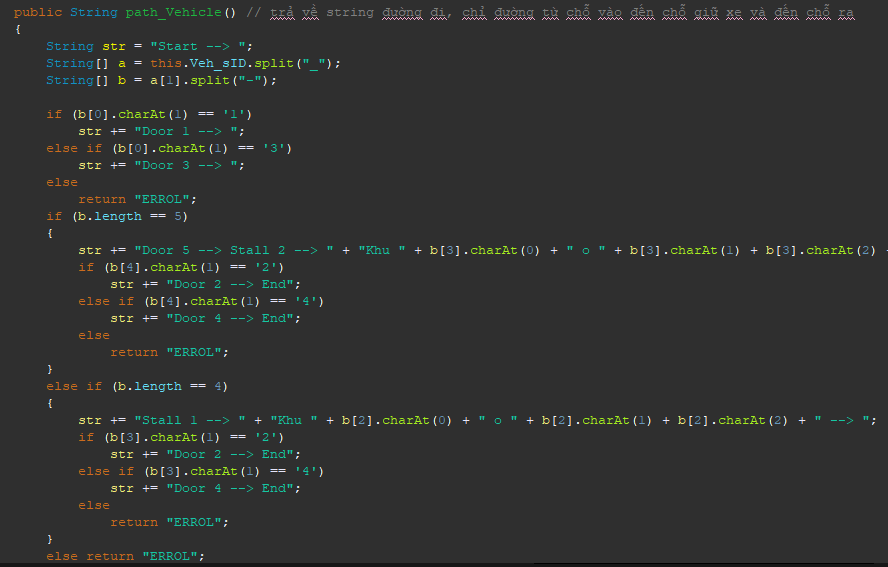 public String path_Vehicle() // trả về string đường đi, chỉ đường từ chỗ vào đến chỗ giữ xe và đến chỗ ra
{
    String str = "Start --> ";
    String[] a = this.Veh_sID.split("_");
    String[] b = a[1].split("-");

    if (b[0].charAt(1) == '1')
        str += "Door 1 --> ";
    else if (b[0].charAt(1) == '3')
        str += "Door 3 --> ";
    else
        return "ERROL";
    if (b.length == 5)
    {
        str += "Door 5 --> Stall 2 --> " + "Khu " + b[3].charAt(0) + " o " + b[3].charAt(1) + b[3].charAt(2) +
        if (b[4].charAt(1) == '2')
            str += "Door 2 --> End";
        else if (b[4].charAt(1) == '4')
            str += "Door 4 --> End";
        else
            return "ERROL";
    }
    else if (b.length == 4)
    {
        str += "Stall 1 --> " + "Khu " + b[2].charAt(0) + " o " + b[2].charAt(1) + b[2].charAt(2) + " --> ";
        if (b[3].charAt(1) == '2')
            str += "Door 2 --> End";
        else if (b[3].charAt(1) == '4')
            str += "Door 4 --> End";
        else
            return "ERROL";
    }
    else return "ERROL";